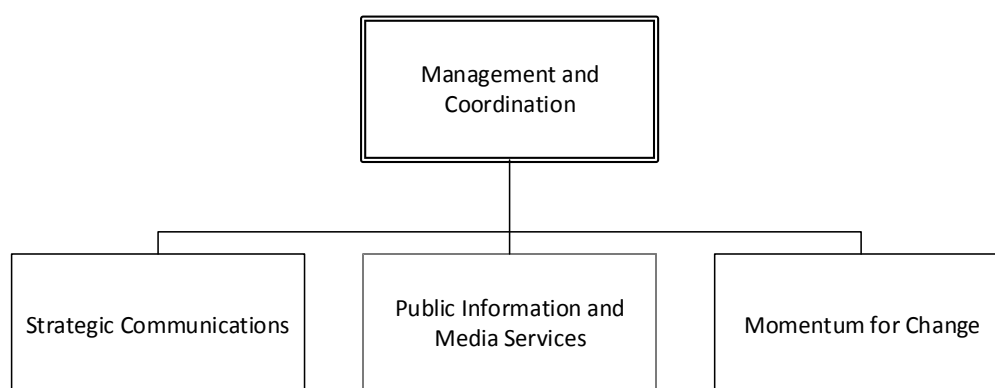 Management and
Coordination
Strategic Communications
Public Information and
Media Services
Momentum for Change